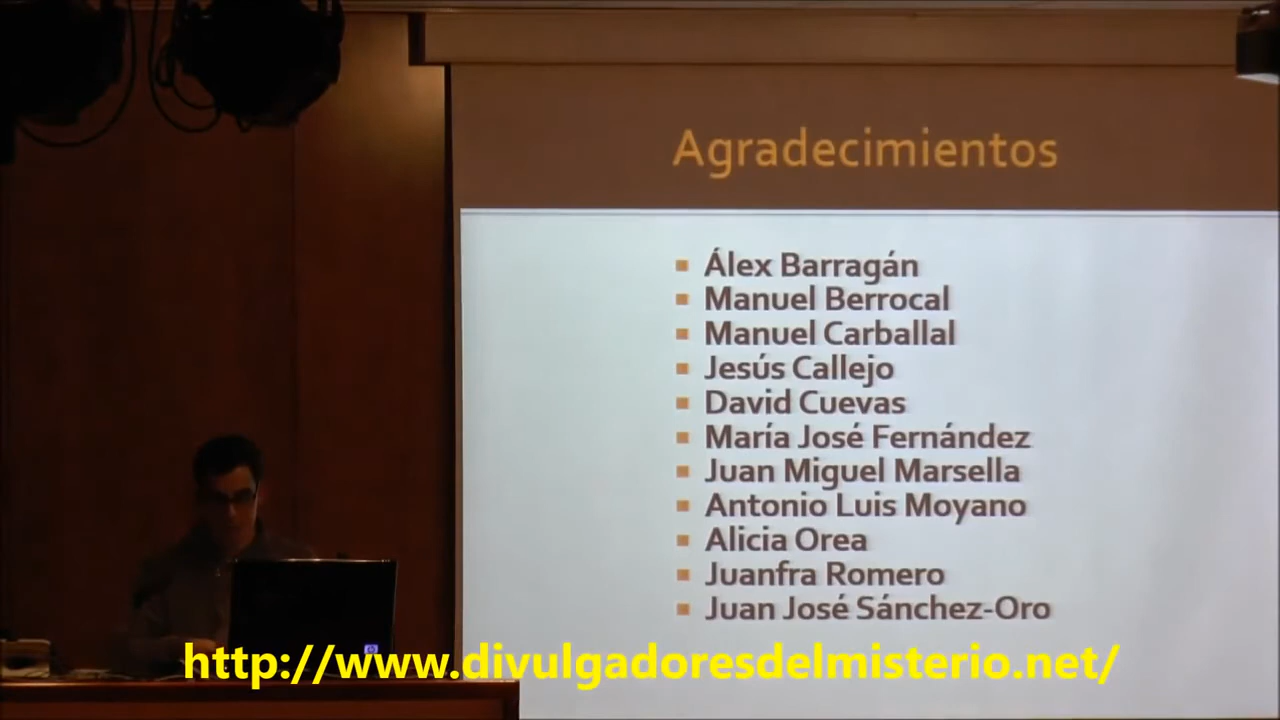 Agradecimientos
Álex Barragán
Manuel Berrocal
Manuel Carballal
Jesús Callejo
David Cuevas
María José Fernández
Juan Miguel Marsella
Antonio Luis Moyano
Alicia Orea
Juanfra Romero
Juan José Sánchez-Oro
http://www.divulgadoresdelmisterio.net/